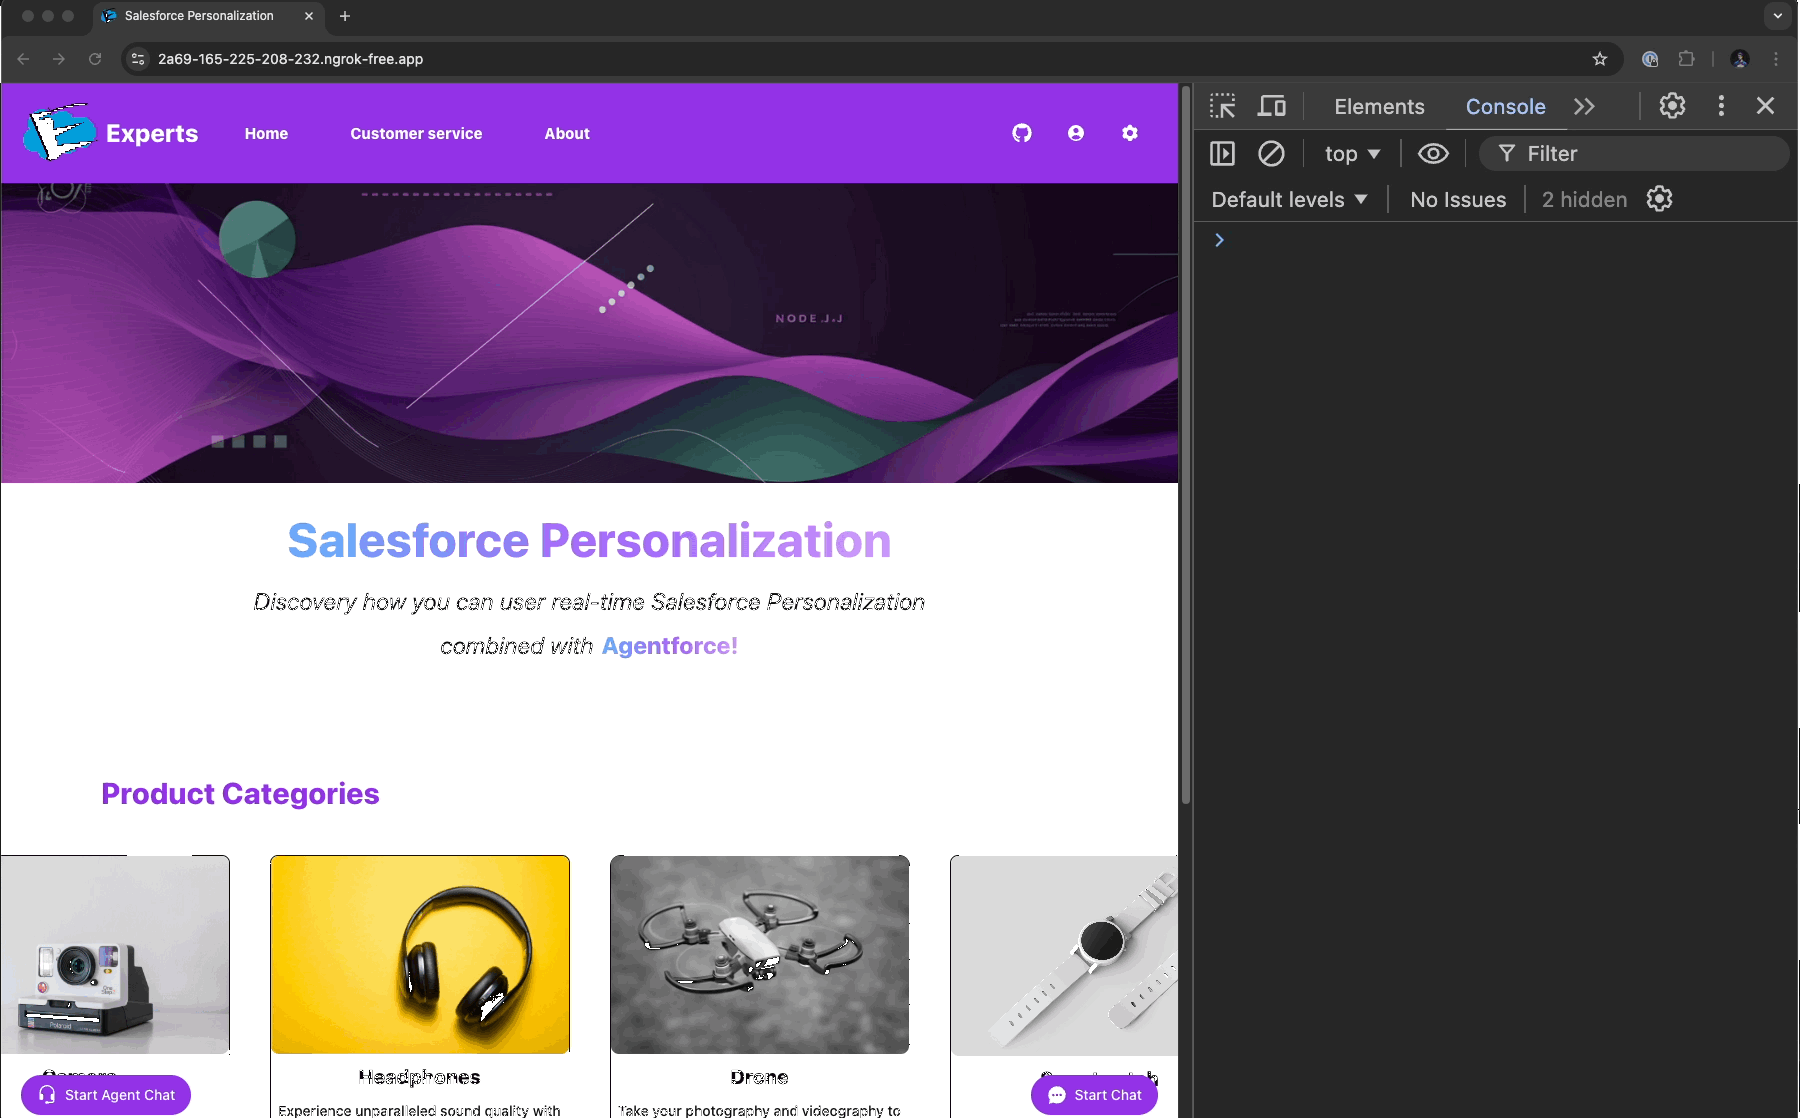 Salesforce Personalization
2a69-165-225-208-232.ngrok-free.app
Experts
Home
Customer service
About
NODE.J.J
Salesforce Personalization
Discovery how you can user real-time Salesforce Personalization
combined with Agentforce!
Product Categories
Polaroid
Headphones
Drone
Experience unparalleled sound quality with
Take your photography and videography to
Start Agent Chat
Start Chat
Elements
Console
top
Filter
Default levels
No Issues
2 hidden